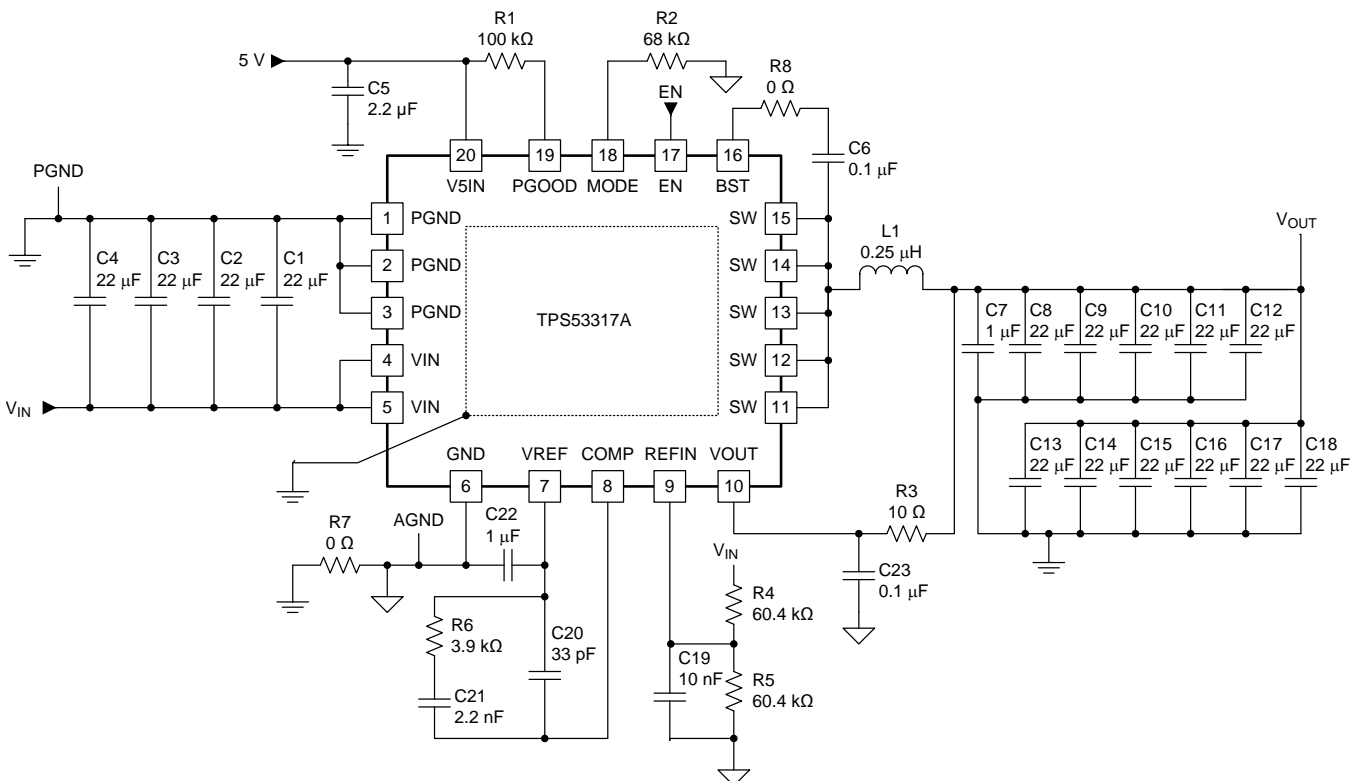 R1
100 kΩ
R2
68 kΩ
5 V
C5
2.2 µF
EN
R8
0 Ω
C6
0.1 µF
20
19
18
17
16
V5IN
PGOOD
MODE
EN
BST
PGND
C4
22 µF
C3
22 µF
C2
22 µF
C1
22 µF
1
PGND
2
PGND
3
PGND
4
VIN
5
VIN
VIN
TPS53317A
SW
15
SW
14
SW
13
SW
12
SW
11
L1
0.25 µH
VOUT
C7
1 µF
C8
22 µF
C9
22 µF
C10
22 µF
C11
22 µF
C12
22 µF
C13
22 µF
C14
22 µF
C15
22 µF
C16
22 µF
C17
22 µF
C18
22 µF
GND
VREF
COMP
REFIN
VOUT
6
7
8
9
10
R7
0 Ω
AGND
C22
1 µF
R6
3.9 kΩ
C21
2.2 nF
C20
33 pF
C19
10 nF
VIN
R4
60.4 kΩ
R5
60.4 kΩ
R3
10 Ω
C23
0.1 µF